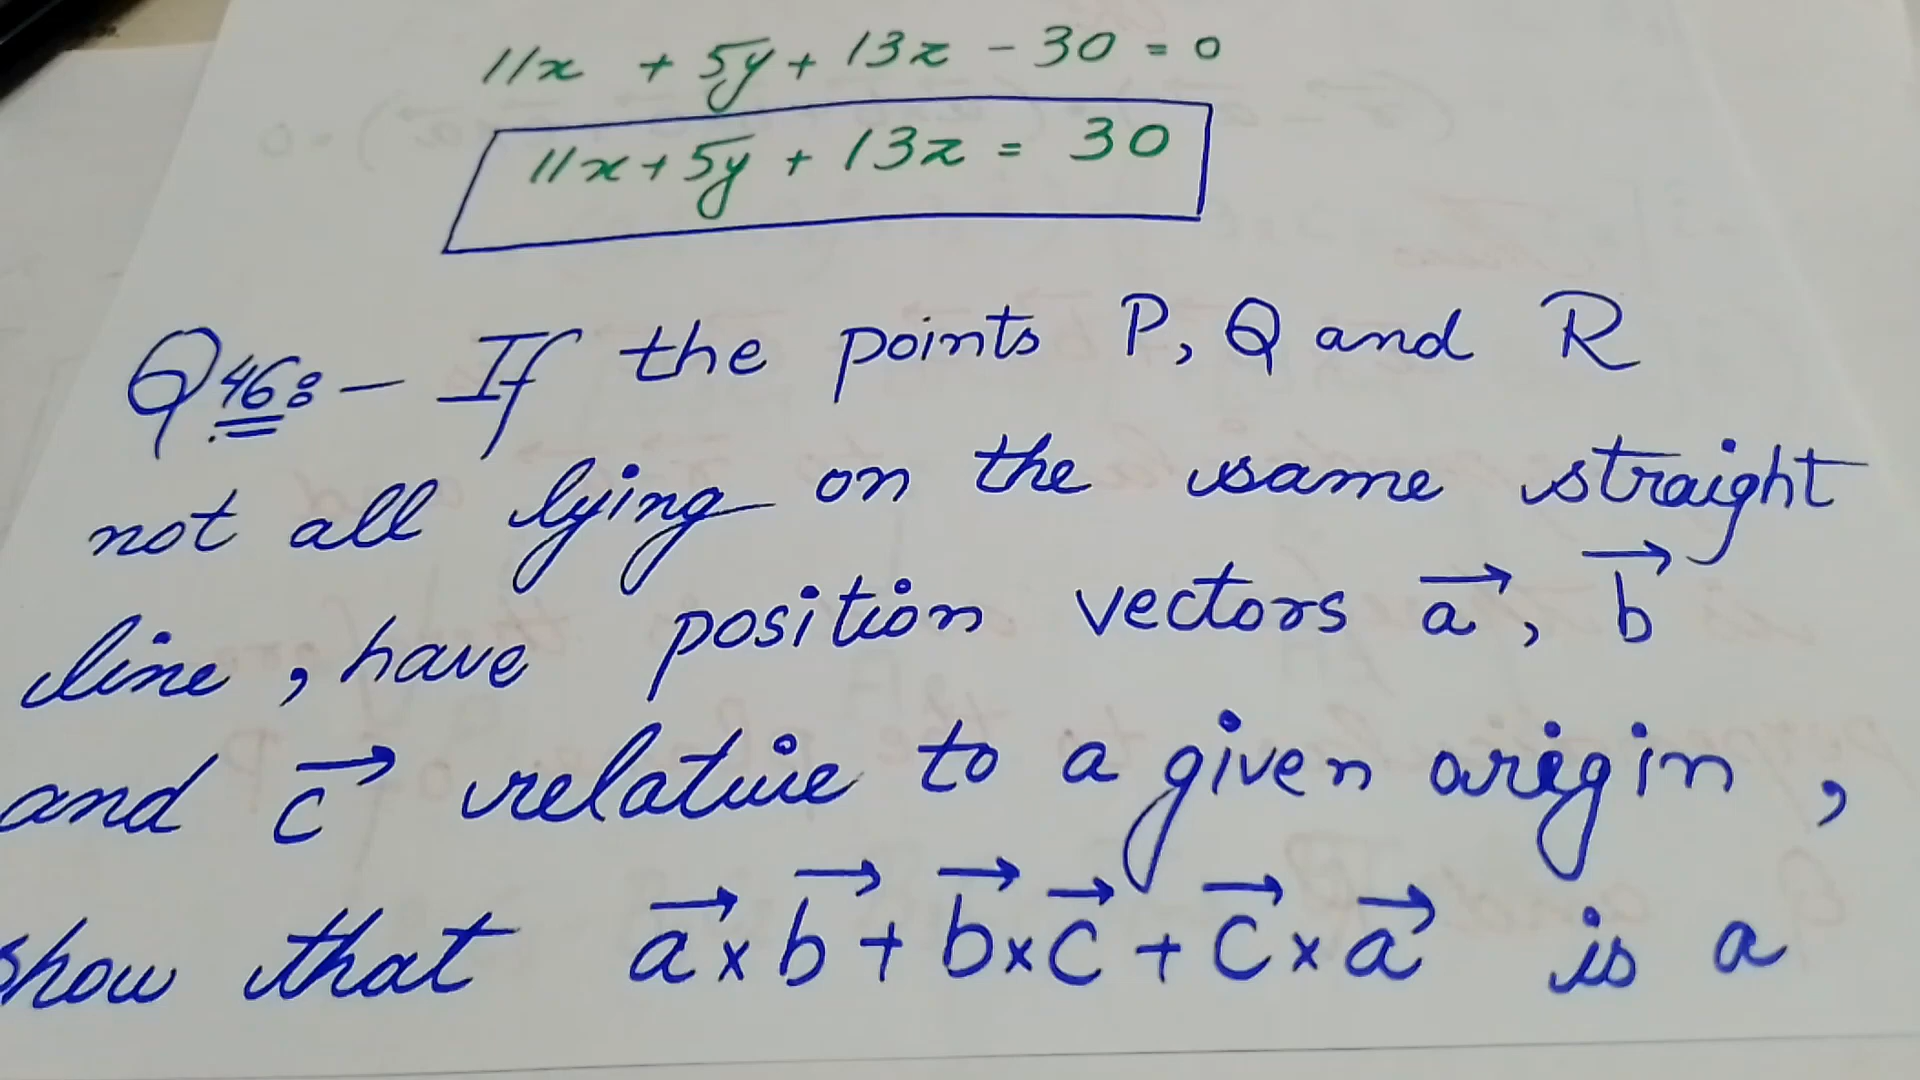 11x + 5y + 13z - 30 = 0
11x + 5y + 13z = 30
Q46:- If the points P, Q and R
not all lying on the same straight
line, have position vectors a⃗, b⃗
and c⃗ relative to a given origin,
show that a⃗ x b⃗ + b⃗ x c⃗ + c⃗ x a⃗ is a